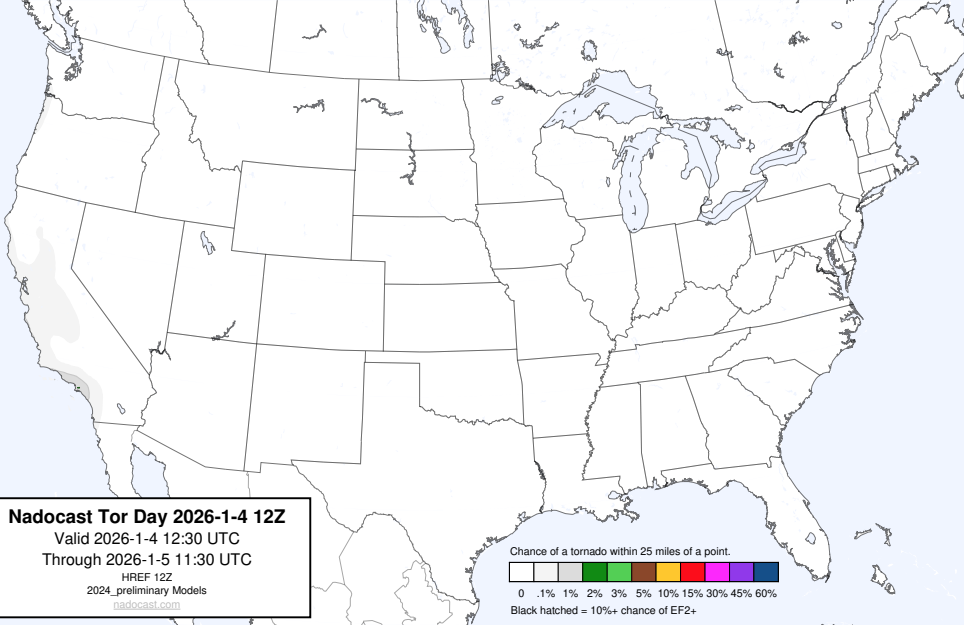 Nadocast Tor Day 2026-1-4 12Z
Valid 2026-1-4 12:30 UTC
Through 2026-1-5 11:30 UTC
HREF 12Z
2024_preliminary Models
nadocast.com
Chance of a tornado within 25 miles of a point.
0 .1% 1% 2% 3% 5% 10% 15% 30% 45% 60%
Black hatched = 10%+ chance of EF2+